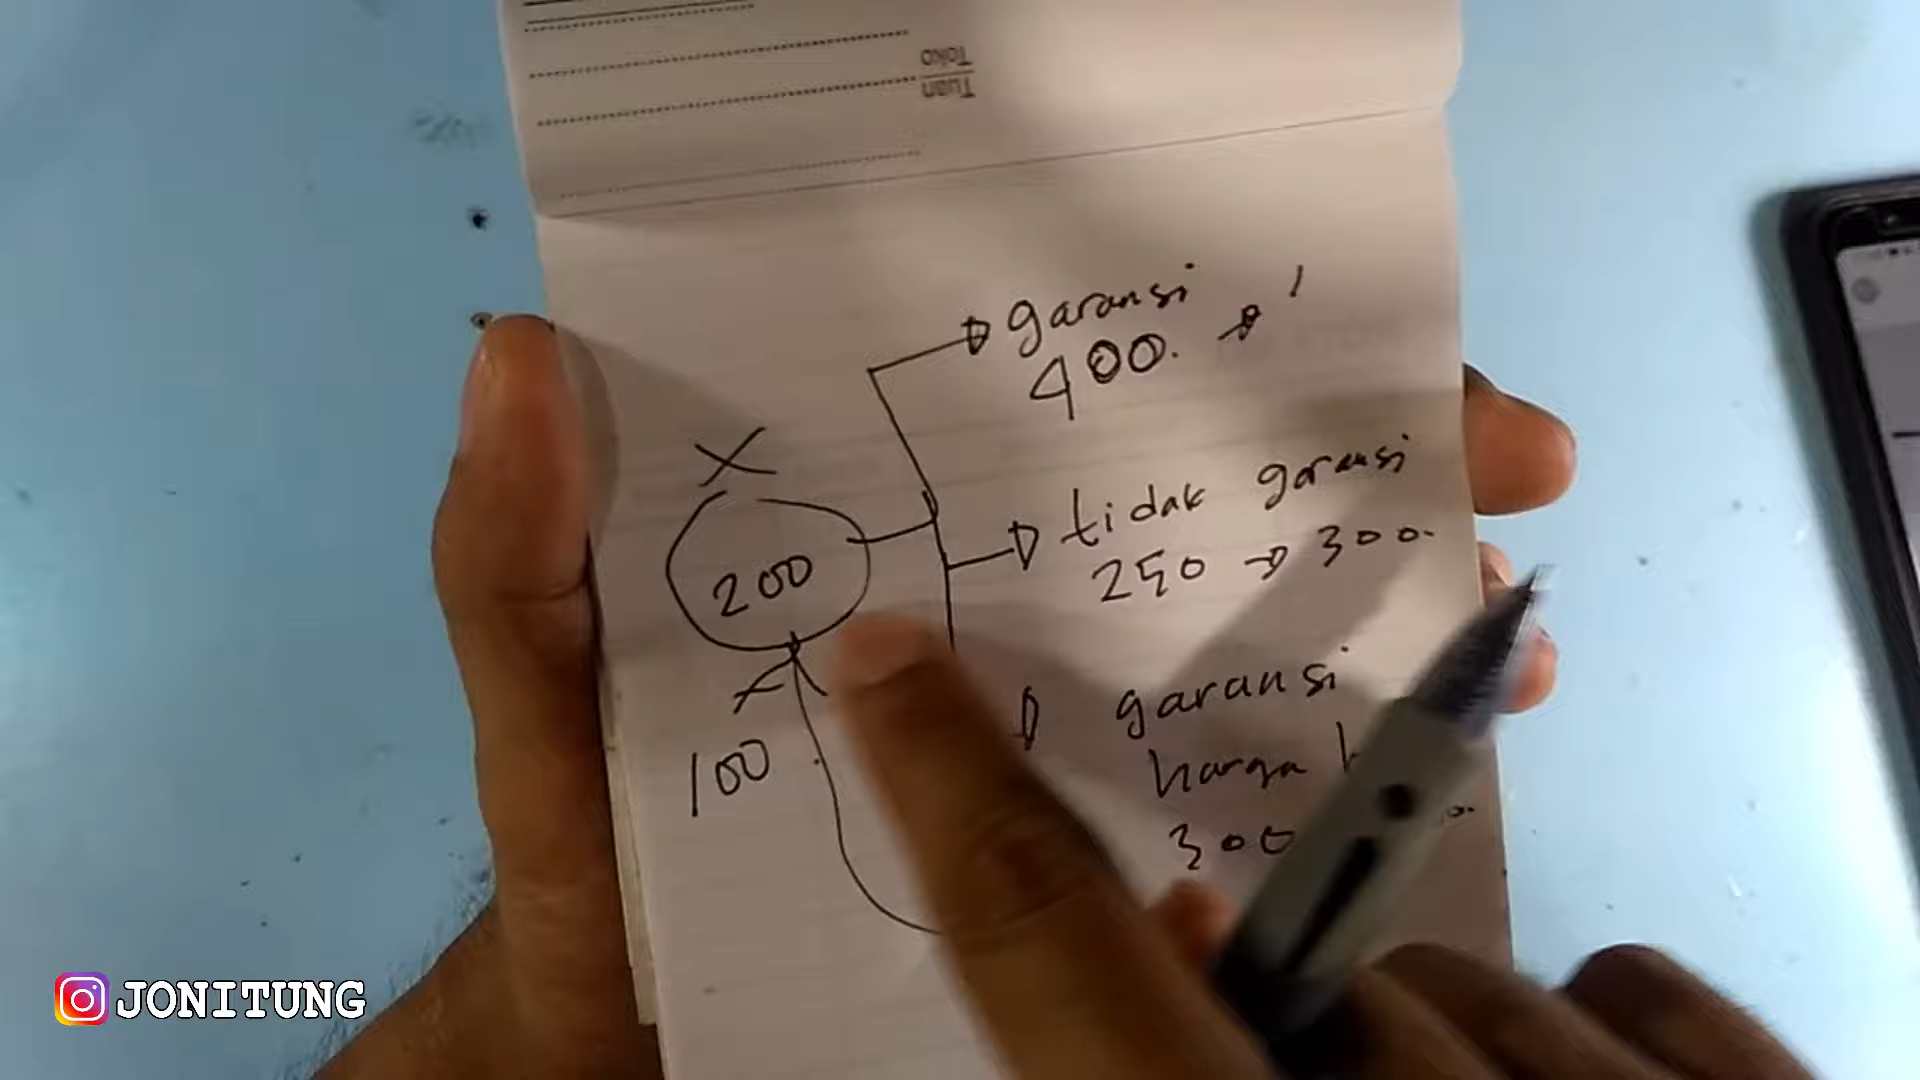 Tuan
Toko
garansi
400.
X
tidak garansi
250 → 300.
200
garansi
harga
300
100
JONITUNG